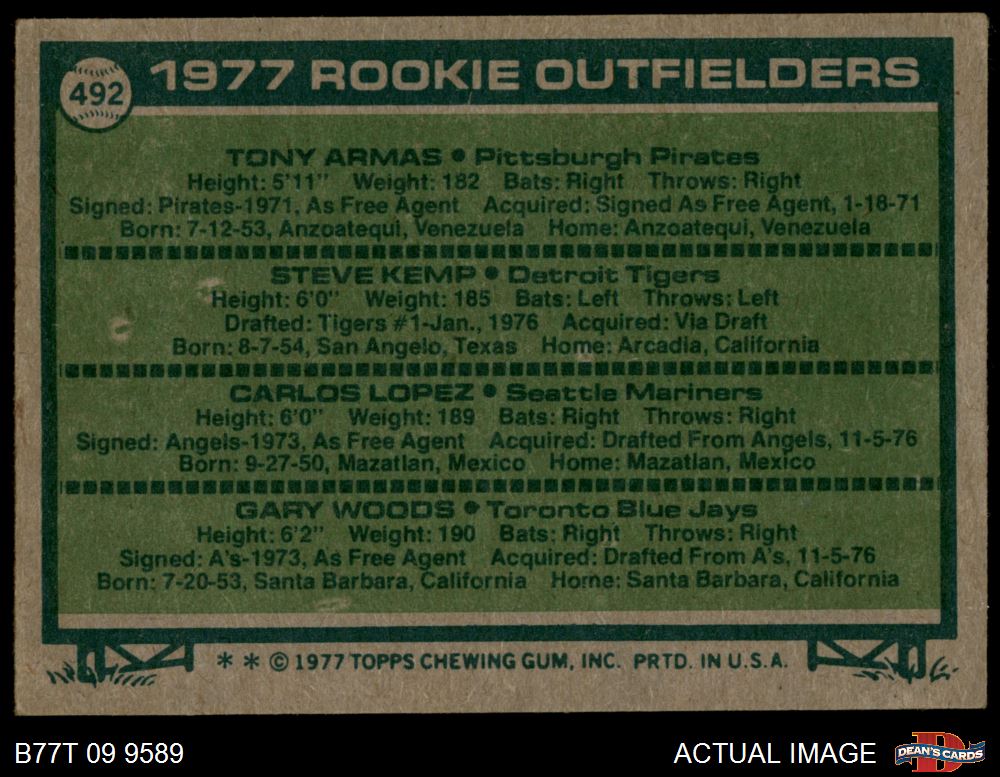 492
1977 ROOKIE OUTFIELDERS
TONY ARMAS • Pittsburgh Pirates
Height: 5'11" Weight: 182 Bats: Right Throws: Right
Signed: Pirates-1971, As Free Agent Acquired: Signed As Free Agent, 1-18-71
Born: 7-12-53, Anzoatequi, Venezuela Home: Anzoatequi, Venezuela
STEVE KEMP • Detroit Tigers
Height: 6'0" Weight: 185 Bats: Left Throws: Left
Drafted: Tigers #1-Jan., 1976 Acquired: Via Draft
Born: 8-7-54, San Angelo, Texas Home: Arcadia, California
CARLOS LOPEZ • Seattle Mariners
Height: 6'0" Weight: 189 Bats: Right Throws: Right
Signed: Angels-1973, As Free Agent Acquired: Drafted From Angels, 11-5-76
Born: 9-27-50, Mazatlan, Mexico Home: Mazatlan, Mexico
GARY WOODS • Toronto Blue Jays
Height: 6'2" Weight: 190 Bats: Right Throws: Right
Signed: A's-1973, As Free Agent Acquired: Drafted From A's, 11-5-76
Born: 7-20-53, Santa Barbara, California Home: Santa Barbara, California
* * © 1977 TOPPS CHEWING GUM, INC. PRTD. IN U.S.A.
B77T 09 9589
ACTUAL IMAGE
D
DEAN'S CARDS